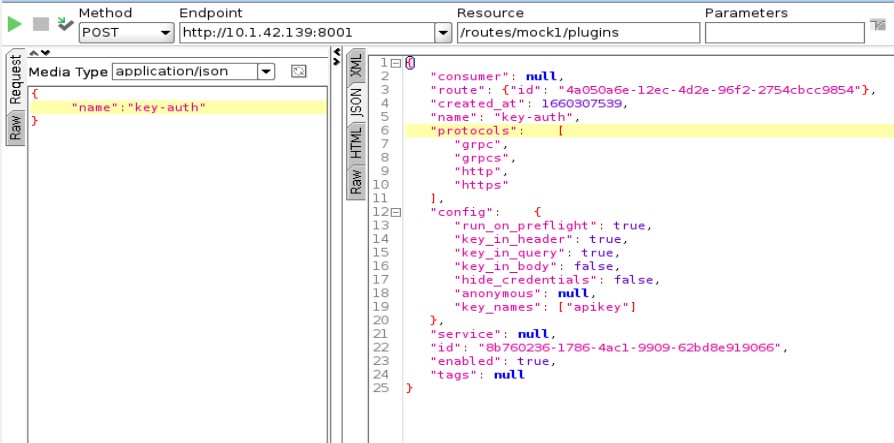 Method Endpoint Resource Parameters
POST http://10.1.42.139:8001 /routes/mock1/plugins
Request
Raw
Media Type application/json
{
"name":"key-auth"
}
XML
JSON
HTML
Raw
1 {
2 "consumer": null,
3 "route": {"id": "4a050a6e-12ec-4d2e-96f2-2754cbcc9854"},
4 "created_at": 1660307539,
5 "name": "key-auth",
6 "protocols": [
7 "grpc",
8 "grpcs",
9 "http",
10 "https"
11 ],
12 "config": {
13 "run_on_preflight": true,
14 "key_in_header": true,
15 "key_in_query": true,
16 "key_in_body": false,
17 "hide_credentials": false,
18 "anonymous": null,
19 "key_names": ["apikey"]
20 },
21 "service": null,
22 "id": "8b760236-1786-4ac1-9909-62bd8e919066",
23 "enabled": true,
24 "tags": null
25 }